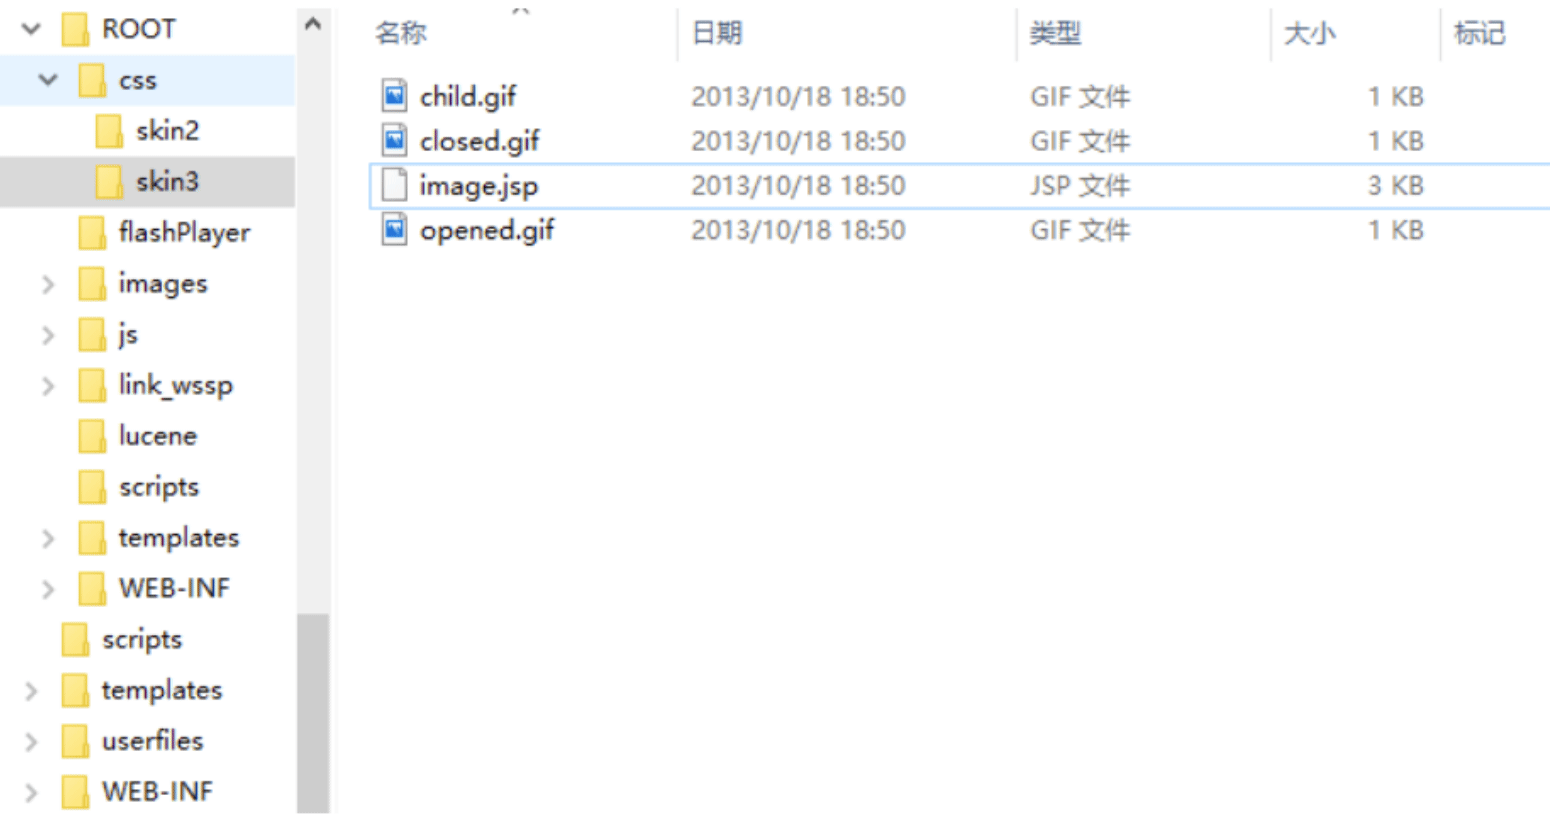 ROOT
css
skin2
skin3
flashPlayer
images
js
link_wssp
lucene
scripts
templates
WEB-INF
scripts
templates
userfiles
WEB-INF
名称 日期 类型 大小 标记
child.gif 2013/10/18 18:50 GIF 文件 1 KB
closed.gif 2013/10/18 18:50 GIF 文件 1 KB
image.jsp 2013/10/18 18:50 JSP 文件 3 KB
opened.gif 2013/10/18 18:50 GIF 文件 1 KB